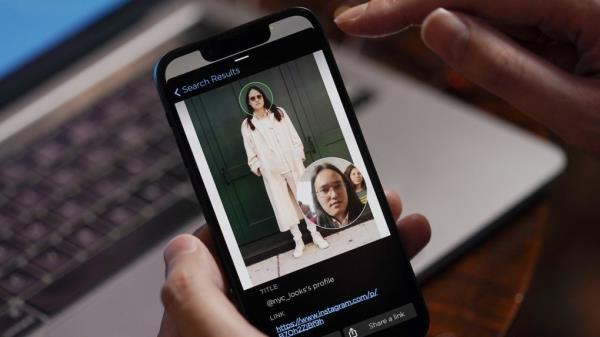 Search Results
TITLE
@nyc_looks's profile
LINK
https://www.instagram.com/p/
Share a link